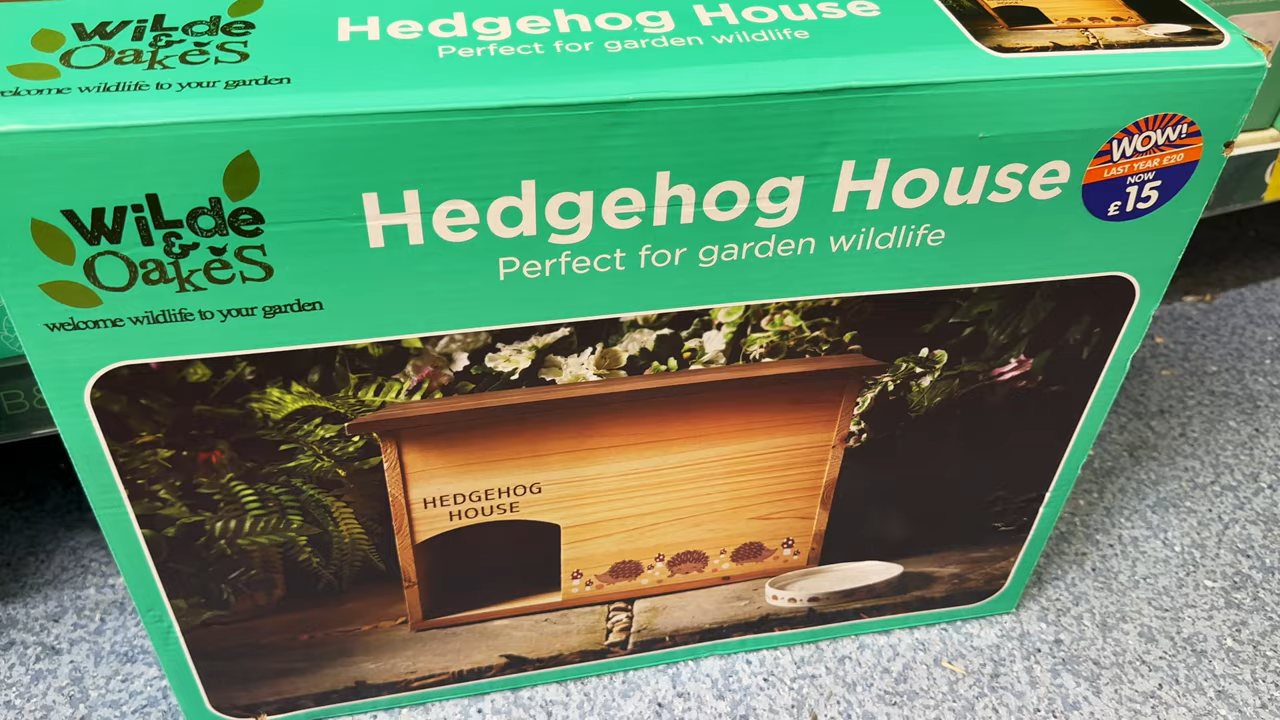 Wilde
& Oakes
welcome wildlife to your garden
Hedgehog House
Perfect for garden wildlife
Wilde
& Oakes
welcome wildlife to your garden
Hedgehog House
Perfect for garden wildlife
WOW!
LAST YEAR £20
NOW
£15
HEDGEHOG
HOUSE